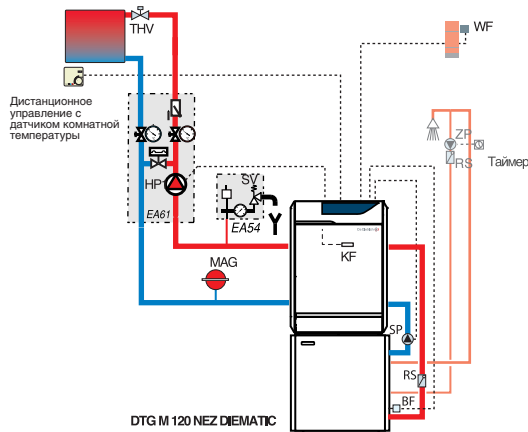 THV
WF
Дистанционное
управление с
датчиком комнатной
температуры
ZP
RS
Таймер
HP
SV
EA61
EA54
KF
MAG
SP
RS
BF
DTG M 120 NEZ DIEMATIC